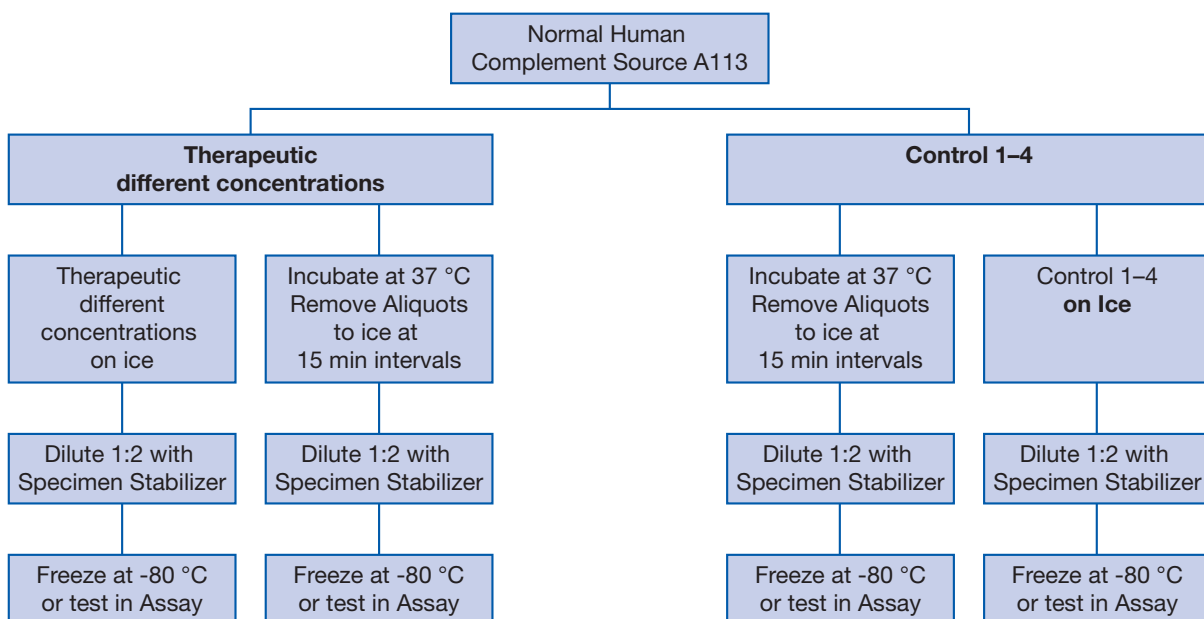 Normal Human
Complement Source A113
Therapeutic
different concentrations
Control 1–4
Therapeutic
different
concentrations
on ice
Incubate at 37 °C
Remove Aliquots
to ice at
15 min intervals
Incubate at 37 °C
Remove Aliquots
to ice at
15 min intervals
Control 1–4
on Ice
Dilute 1:2 with
Specimen Stabilizer
Dilute 1:2 with
Specimen Stabilizer
Dilute 1:2 with
Specimen Stabilizer
Dilute 1:2 with
Specimen Stabilizer
Freeze at -80 °C
or test in Assay
Freeze at -80 °C
or test in Assay
Freeze at -80 °C
or test in Assay
Freeze at -80 °C
or test in Assay